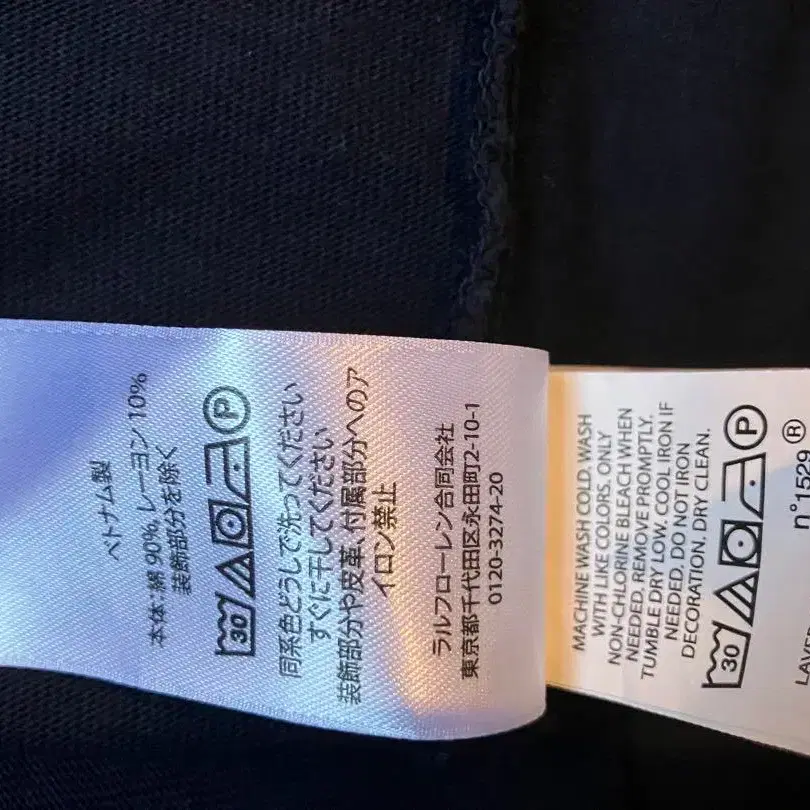 ベトナム製
本体:綿 90%, レーヨン 10%
装飾部分を除く
30 P
同系色どうしで洗ってください
すぐに干してください
装飾部分や皮革、付属部分へのア
イロン禁止
ラルフローレン合同会社
東京都千代田区永田町2-10-1
0120-3274-20
MACHINE WASH COLD. WASH
WITH LIKE COLORS. ONLY
NON-CHLORINE BLEACH WHEN
NEEDED. REMOVE PROMPTLY.
TUMBLE DRY LOW. COOL IRON IF
NEEDED. DO NOT IRON
DECORATION. DRY CLEAN.
30 P
n°1529 ®